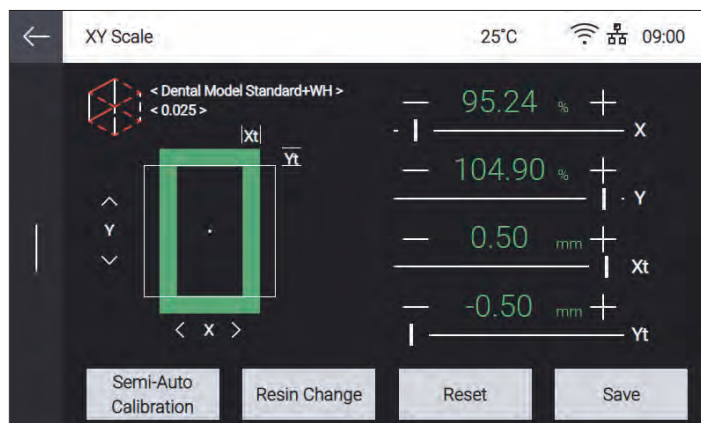 XY Scale
25°C
09:00
< Dental Model Standard+WH >
< 0.025 >
Xt
Yt
Y
< X >
95.24 %
X
104.90 %
Y
0.50 mm
Xt
-0.50 mm
Yt
Semi-Auto
Calibration
Resin Change
Reset
Save